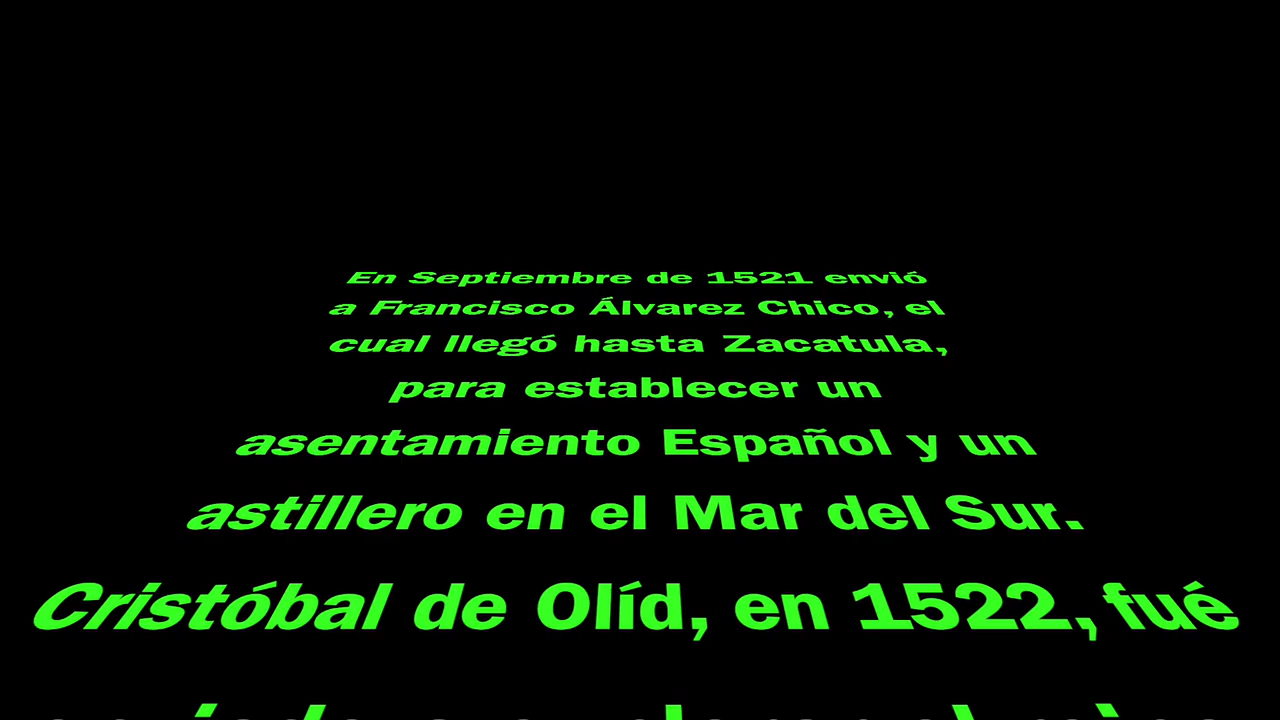 En Septiembre de 1521 envió
a Francisco Álvarez Chico, el
cual llegó hasta Zacatula,
para establecer un
asentamiento Español y un
astillero en el Mar del Sur.
Cristóbal de Olíd, en 1522, fué